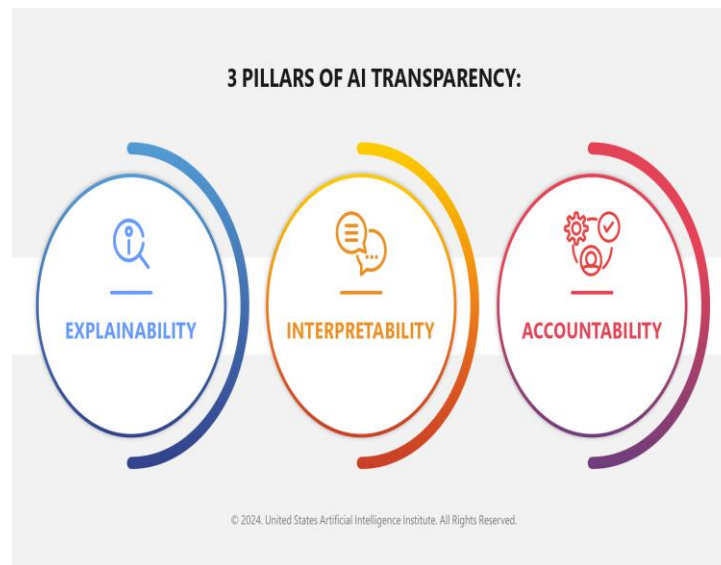 3 PILLARS OF AI TRANSPARENCY:
EXPLAINABILITY
INTERPRETABILITY
ACCOUNTABILITY
© 2024. United States Artificial Intelligence Institute. All Rights Reserved.